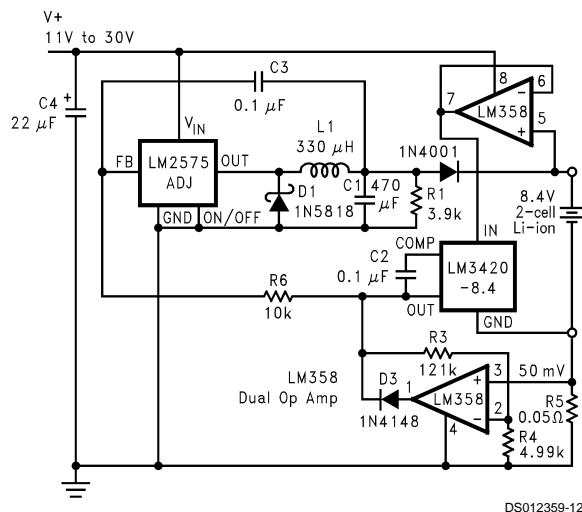 V+
11V to 30V
C3
0.1 μF
C4 +
22 μF
VIN
L1
330 μH
FB
LM2575
ADJ
OUT
GND
ON/OFF
D1
1N5818
C1
470
μF
1N4001
R1
3.9k
8
7
6
5
−
+
LM358
8.4V
2-cell
Li-ion
IN
COMP
C2
0.1 μF
LM3420
-8.4
OUT
GND
R6
10k
R3
121k
LM358
Dual Op Amp
D3
1N4148
1
4
LM358
+
−
3
2
50 mV
R5
0.05Ω
R4
4.99k
DS012359-12